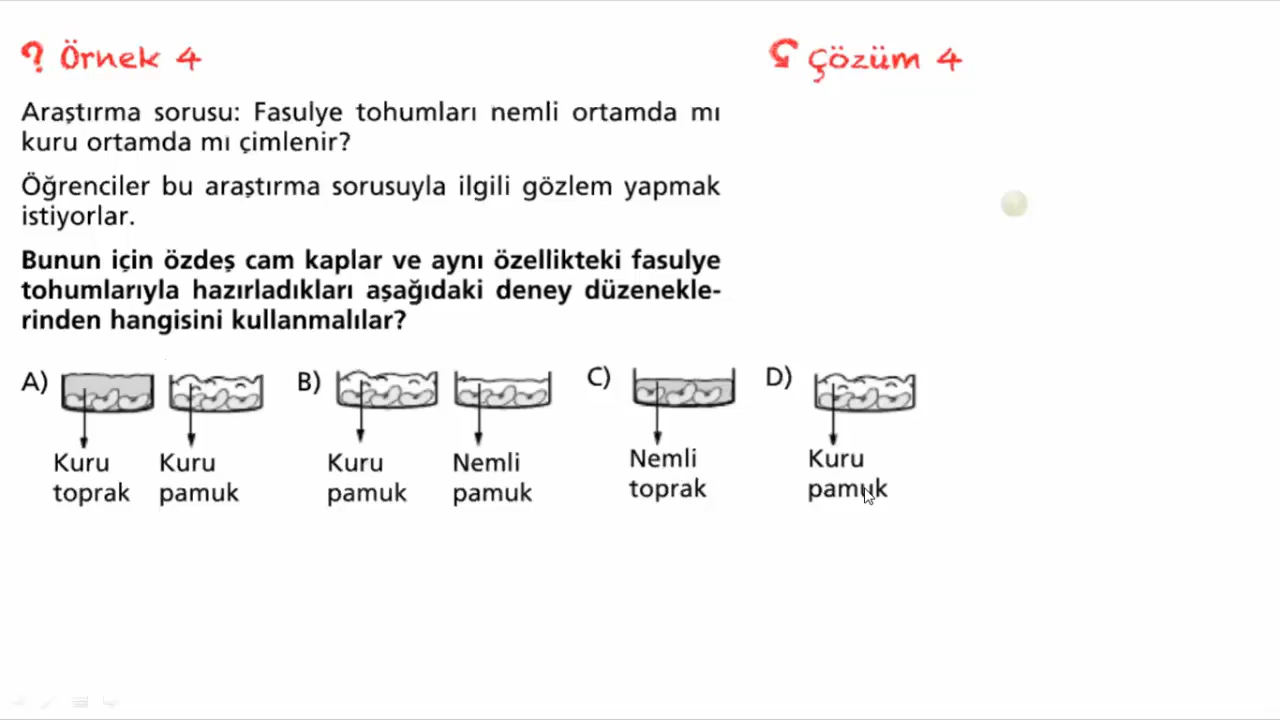 ? Örnek 4
Araştırma sorusu: Fasulye tohumları nemli ortamda mı
kuru ortamda mı çimlenir?
Öğrenciler bu araştırma sorusuyla ilgili gözlem yapmak
istiyorlar.
Bunun için özdeş cam kaplar ve aynı özellikteki fasulye
tohumlarıyla hazırladıkları aşağıdaki deney düzenekle-
rinden hangisini kullanmalılar?
A)
Kuru
toprak
Kuru
pamuk
B)
Kuru
pamuk
Nemli
pamuk
C)
Nemli
toprak
D)
Kuru
pamuk
Çözüm 4